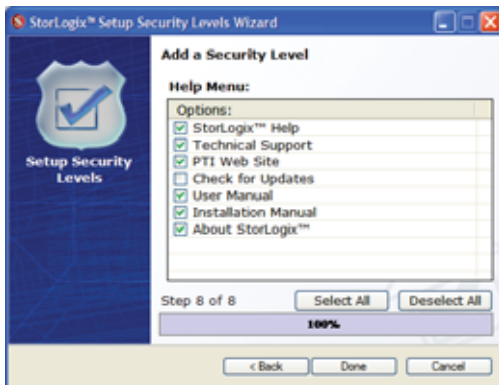 StorLogix™ Setup Security Levels Wizard
Add a Security Level
Help Menu:
Options:
StorLogix™ Help
Technical Support
PTI Web Site
Check for Updates
User Manual
Installation Manual
About StorLogix™
Setup Security
Levels
Step 8 of 8
Select All
Deselect All
100%
< Back
Done
Cancel